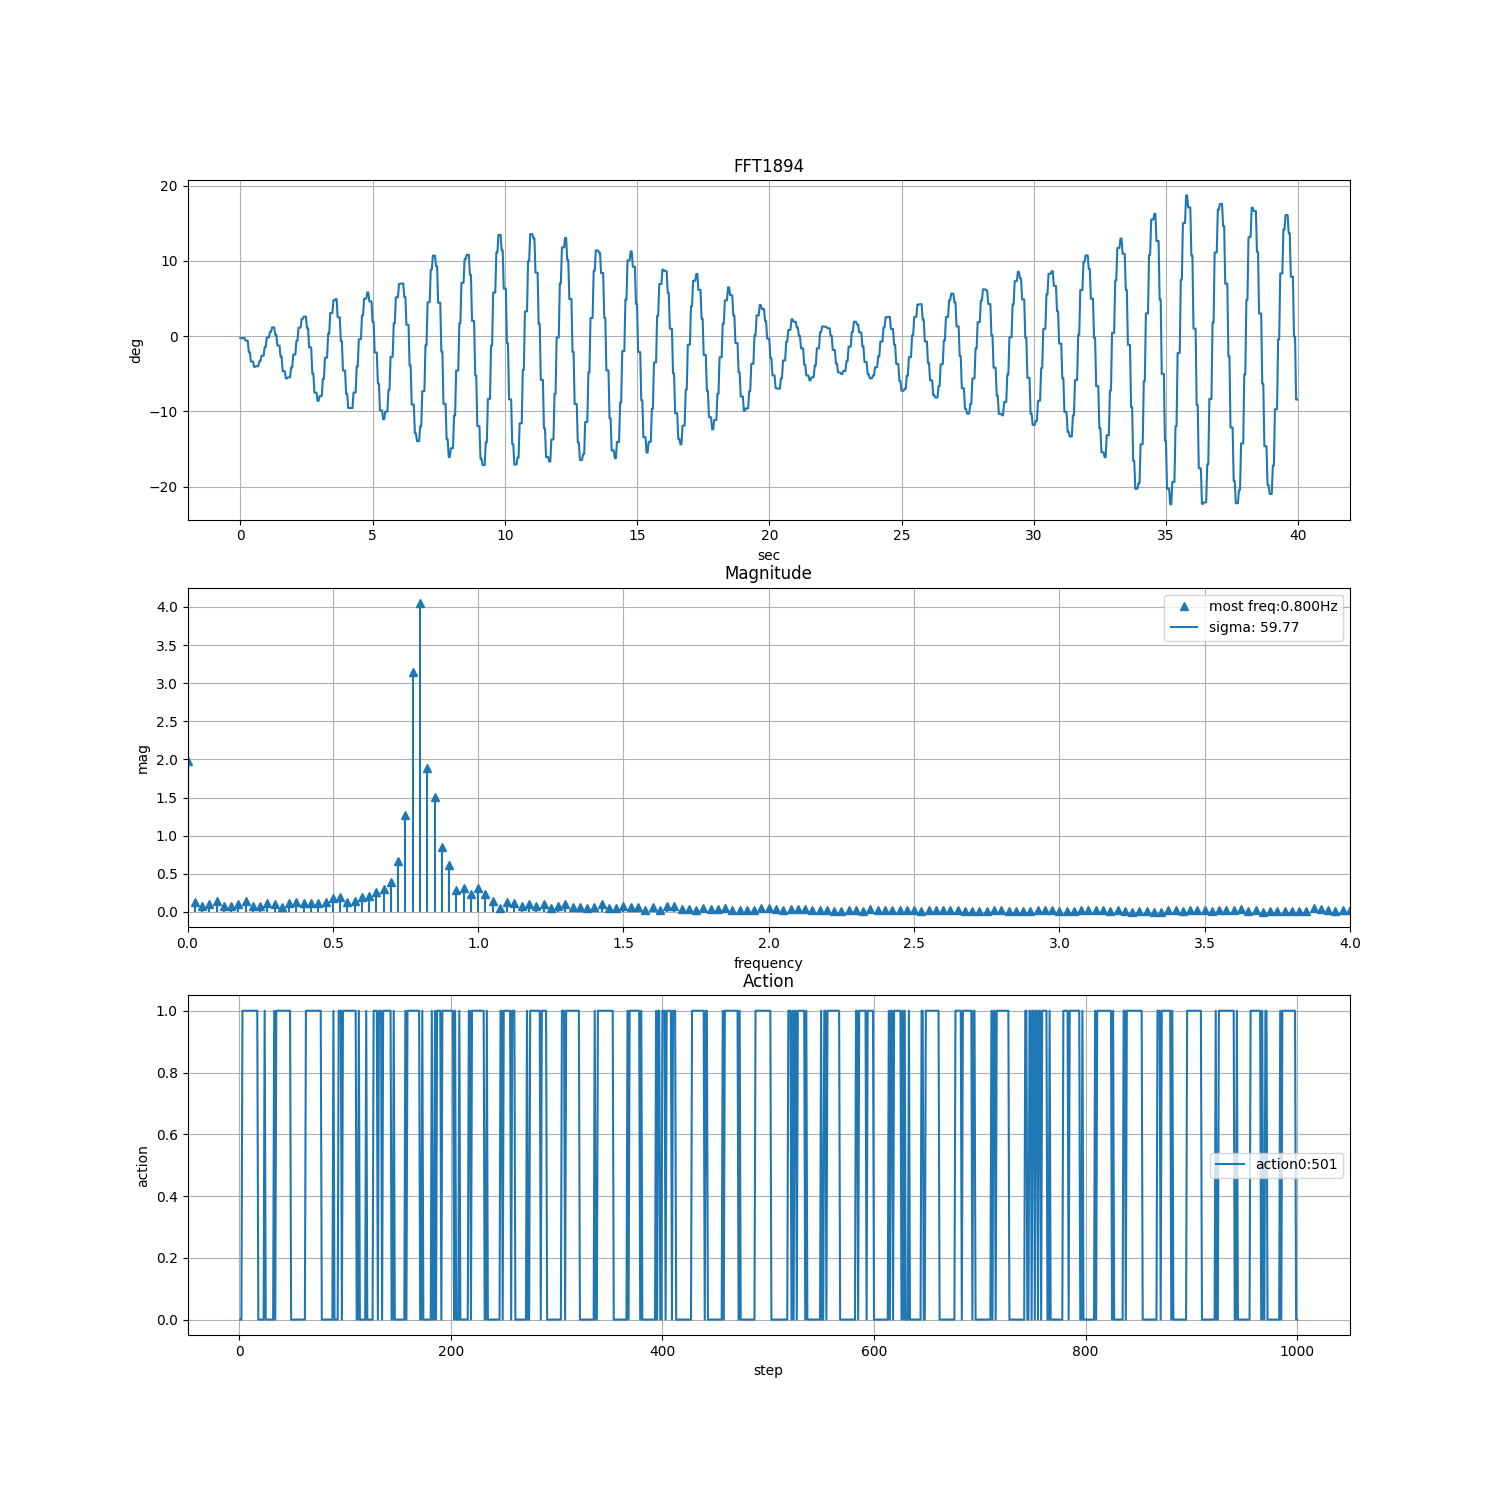 FFT1894
20
10
0
−10
−20
deg
0 5 10 15 20 25 30 35 40
sec
Magnitude
4.0
3.5
3.0
2.5
2.0
1.5
1.0
0.5
0.0
mag
most freq:0.800Hz
sigma: 59.77
0.0 0.5 1.0 1.5 2.0 2.5 3.0 3.5 4.0
frequency
Action
1.0
0.8
0.6
0.4
0.2
0.0
action
action0:501
0 200 400 600 800 1000
step